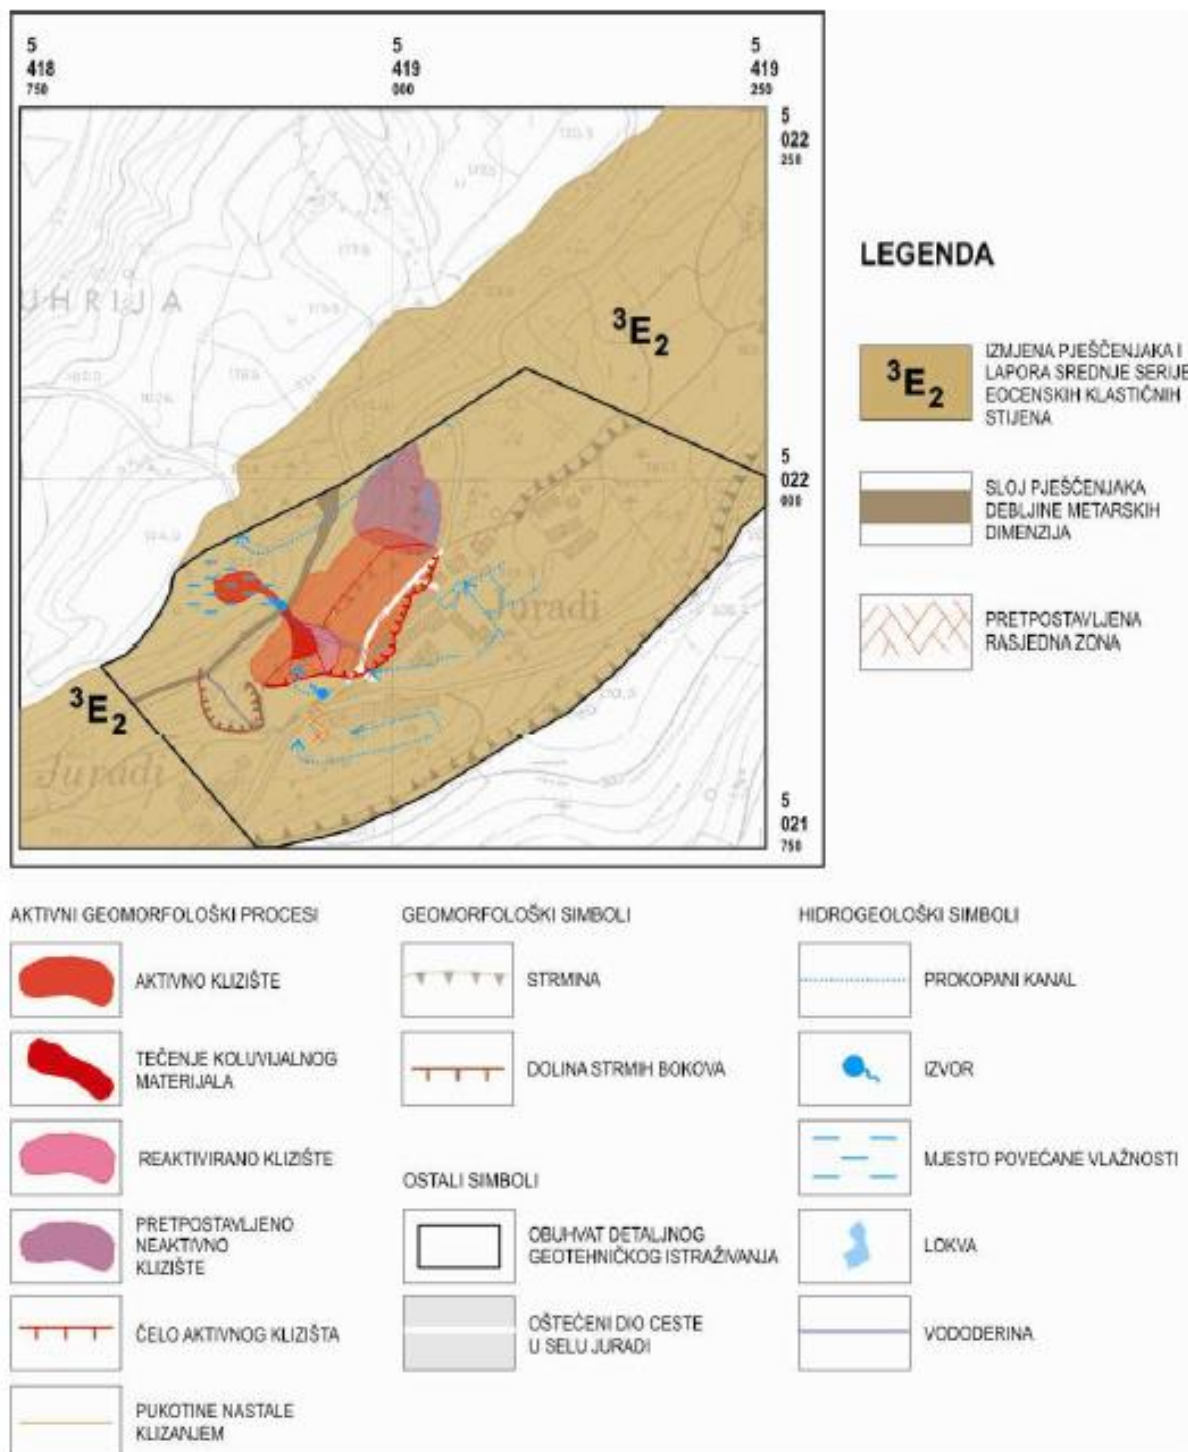 5
418
750
5
419
000
5
419
250
5
022
250
LEGENDA
UHRIJA
³E₂
³E₂
IZMJENA PJEŠČENJAKA I
LAPORA SREDNJE SERIJE
EOCENSKIH KLASTIČNIH
STIJENA
5
022
000
SLOJ PJEŠČENJAKA
DEBLJINE METARSKIH
DIMENZIJA
Juradi
PRETPOSTAVLJENA
RASJEDNA ZONA
³E₂
Juradi
5
021
750
AKTIVNI GEOMORFOLOŠKI PROCESI
AKTIVNO KLIZIŠTE
TEČENJE KOLUVIJALNOG
MATERIJALA
REAKTIVIRANO KLIZIŠTE
PRETPOSTAVLJENO
NEAKTIVNO
KLIZIŠTE
ČELO AKTIVNOG KLIZIŠTA
PUKOTINE NASTALE
KLIZANJEM
GEOMORFOLOŠKI SIMBOLI
STRMINA
DOLINA STRMIH BOKOVA
OSTALI SIMBOLI
OBUHVAT DETALJNOG
GEOTEHNIČKOG ISTRAŽIVANJA
OŠTEĆENI DIO CESTE
U SELU JURADI
HIDROGEOLOŠKI SIMBOLI
PROKOPANI KANAL
IZVOR
MJESTO POVEĆANE VLAŽNOSTI
LOKVA
VODODERINA